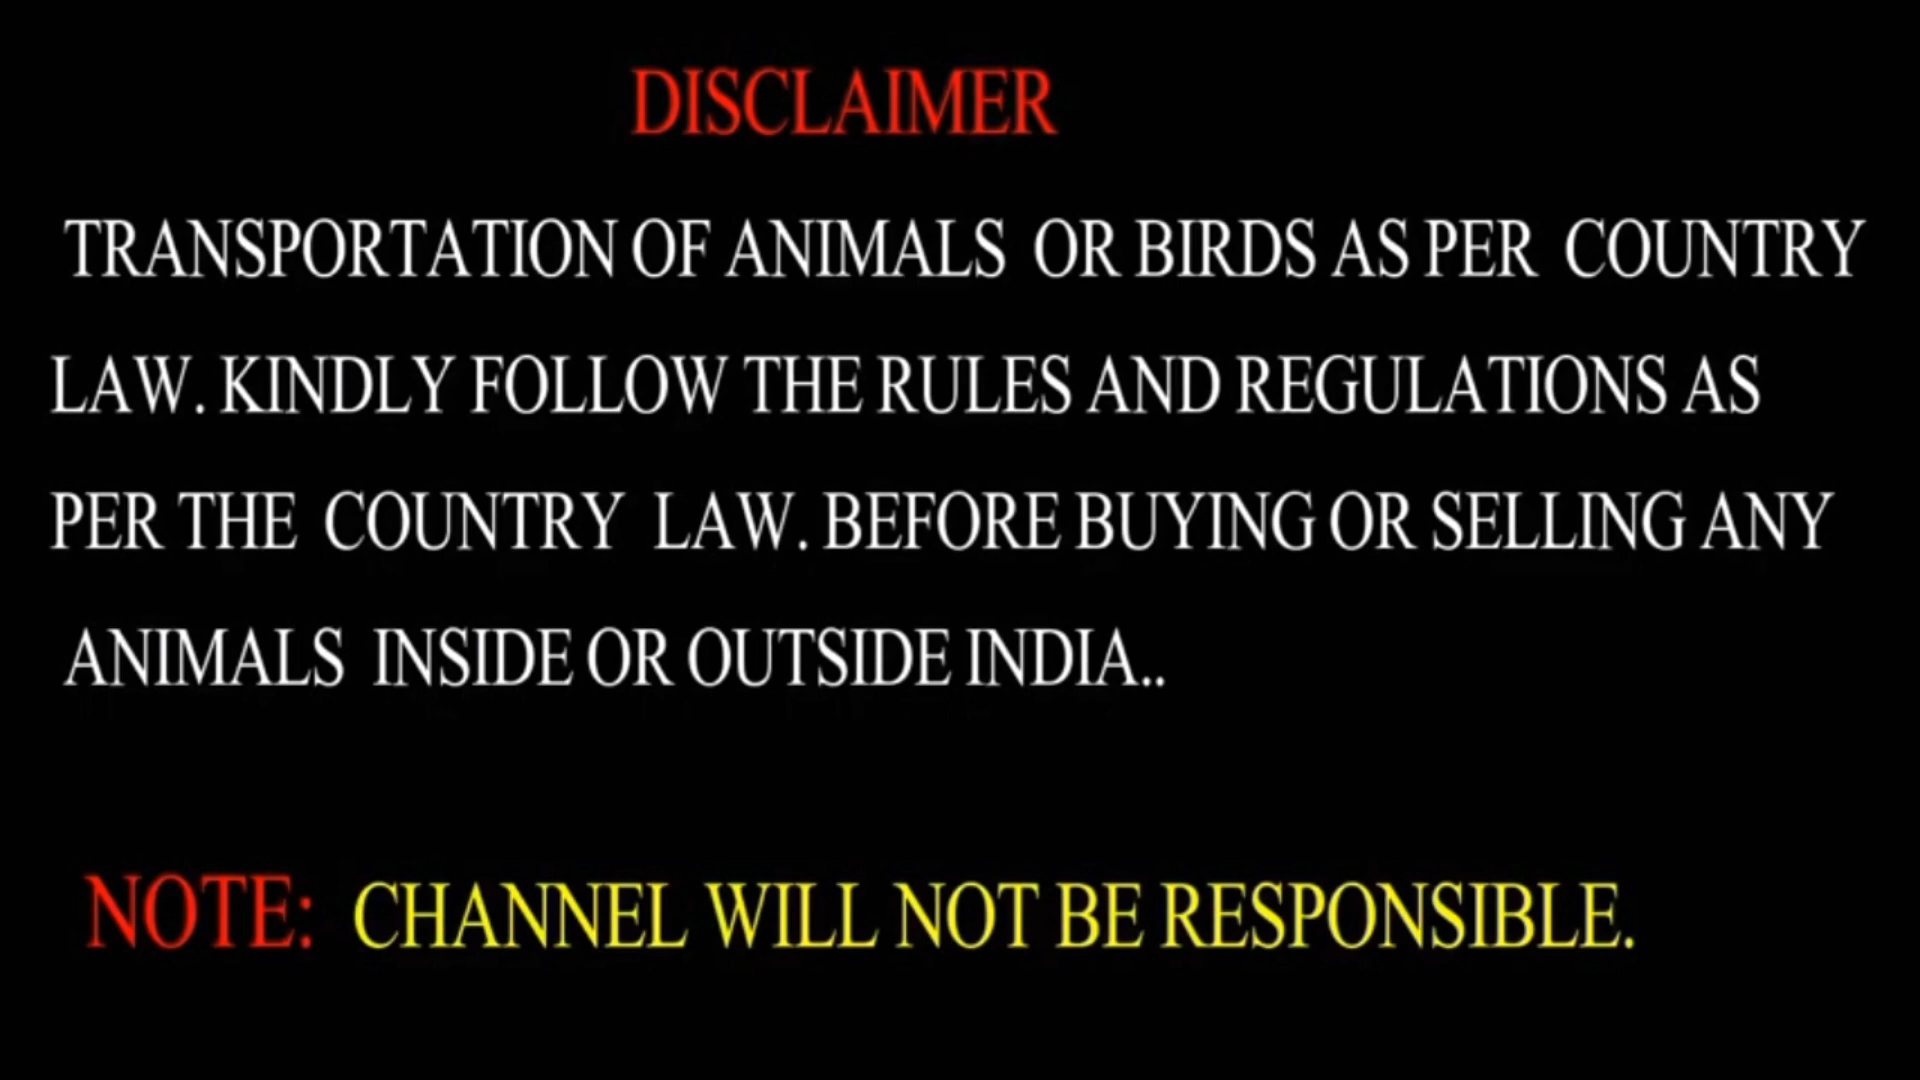 DISCLAIMER
TRANSPORTATION OF ANIMALS OR BIRDS AS PER COUNTRY
LAW. KINDLY FOLLOW THE RULES AND REGULATIONS AS
PER THE COUNTRY LAW. BEFORE BUYING OR SELLING ANY
ANIMALS INSIDE OR OUTSIDE INDIA..
NOTE: CHANNEL WILL NOT BE RESPONSIBLE.